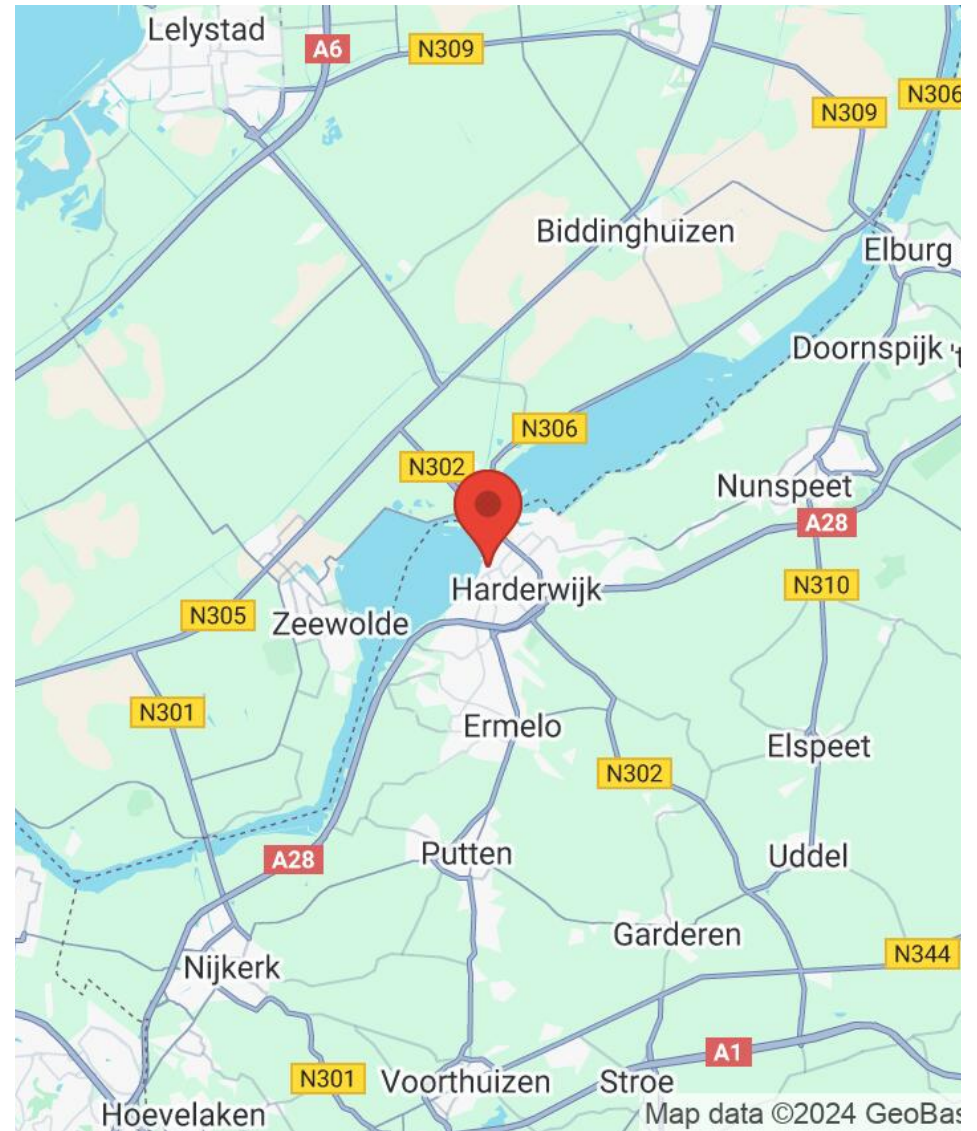 Lelystad
A6
N309
N306
N309
Biddinghuizen
Elburg
Doornspijk 't
N306
N302
Nunspeet
A28
Harderwijk
N310
N305
Zeewolde
N301
Ermelo
Elspeet
N302
A28
Putten
Uddel
Garderen
N344
Nijkerk
A1
N301
Voorthuizen
Stroe
Hoevelaken
Map data ©2024 GeoBas